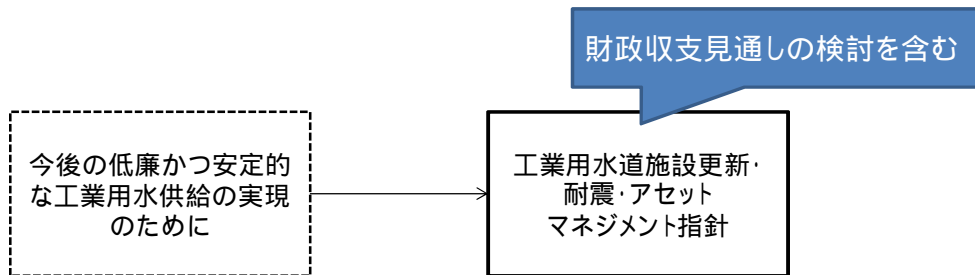 財政収支見通しの検討を含む
今後の低廉かつ安定的
な工業用水供給の実現
のために
工業用水道施設更新・
耐震・アセット
マネジメント指針